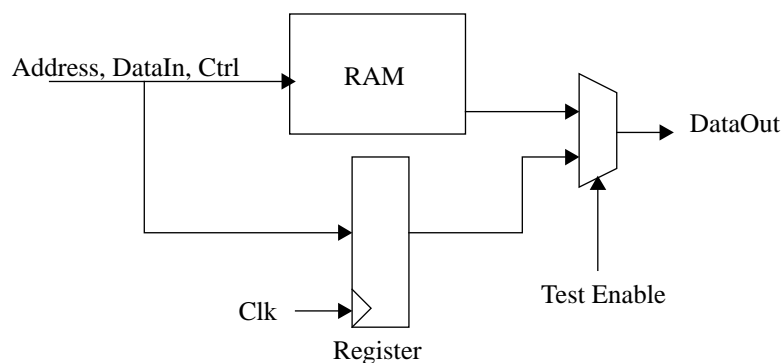 Address, DataIn, Ctrl
RAM
DataOut
Test Enable
Clk
Register